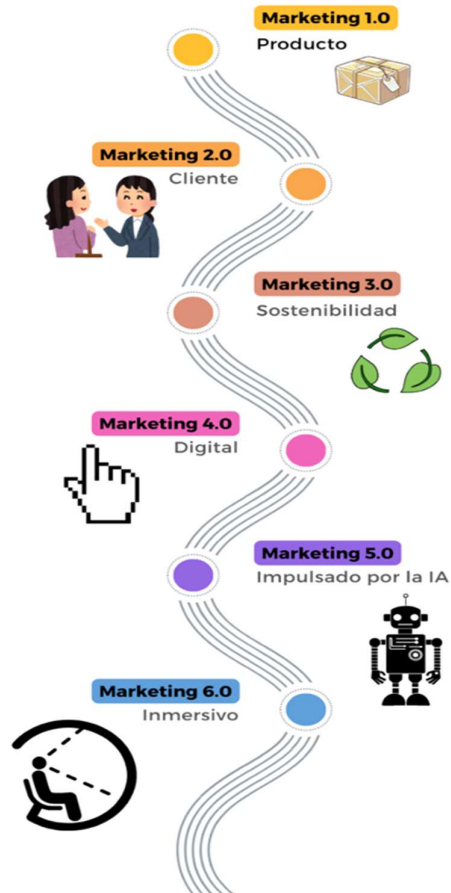 Marketing 1.0
Producto
Marketing 2.0
Cliente
Marketing 3.0
Sostenibilidad
Marketing 4.0
Digital
Marketing 5.0
Impulsado por la IA
Marketing 6.0
Inmersivo